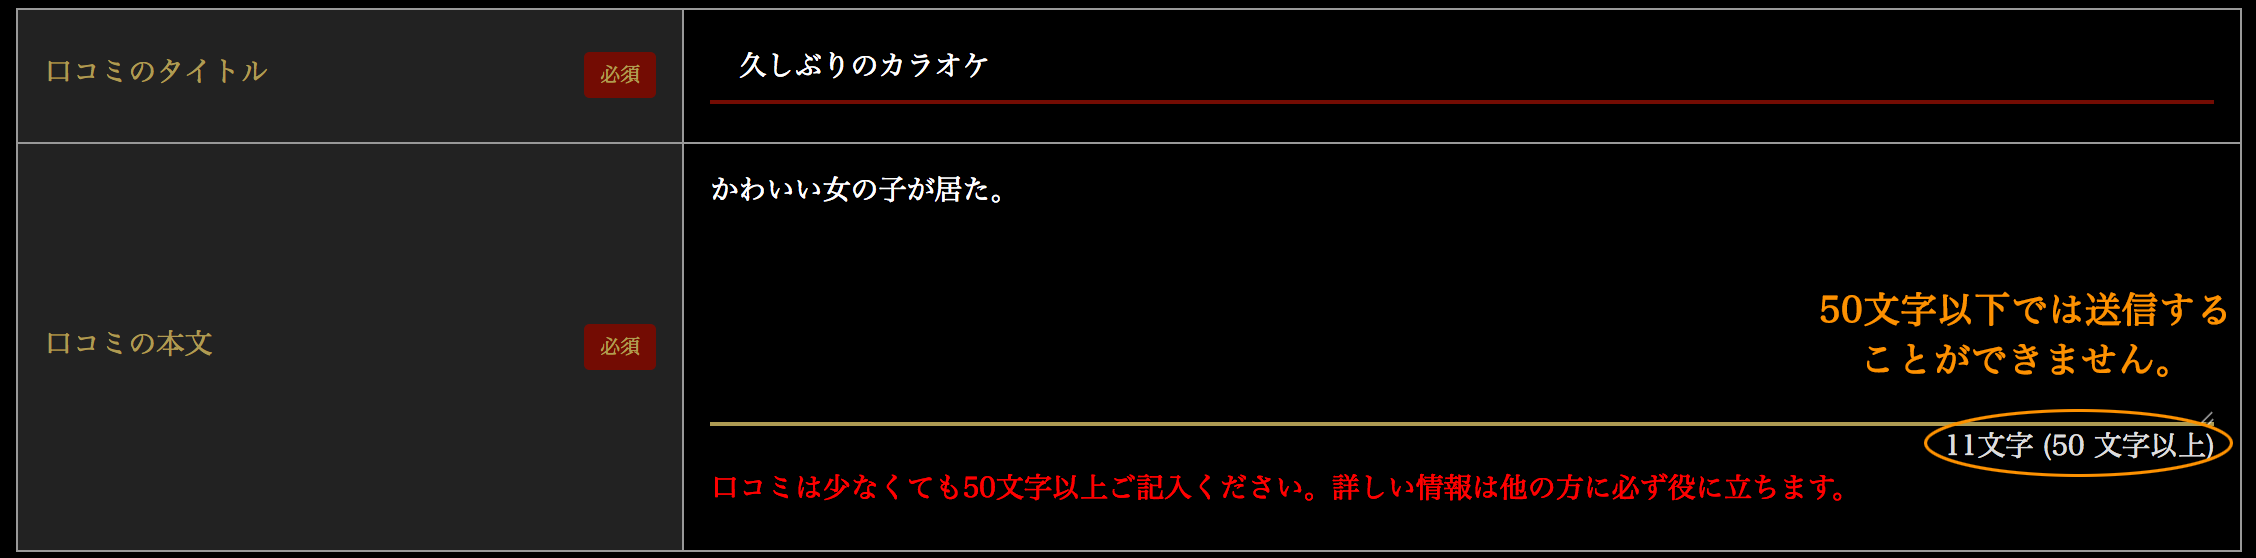 口コミのタイトル
必須
久しぶりのカラオケ
口コミの本文
必須
かわいい女の子が居た。
50文字以下では送信する
ことができません。
11文字 (50 文字以上)
口コミは少なくても50文字以上ご記入ください。詳しい情報は他の方に必ず役に立ちます。